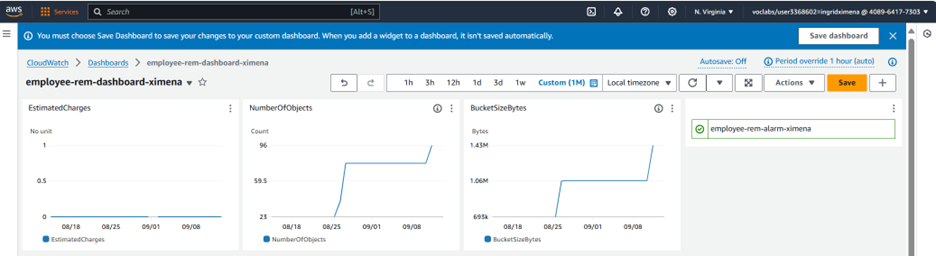 aws Services Search [Alt+S] N. Virginia voclabs/user3368602=ingridximena @ 4089-6417-7303
You must choose Save Dashboard to save your changes to your custom dashboard. When you add a widget to a dashboard, it isn't saved automatically. Save dashboard
CloudWatch Dashboards employee-rem-dashboard-ximena Autosave: Off Period override 1 hour (auto)
employee-rem-dashboard-ximena 1h 3h 12h 1d 3d 1w Custom (1M) Local timezone Actions Save
EstimatedCharges
No unit
1
0.5
0
08/18 08/25 09/01 09/08
EstimatedCharges
NumberOfObjects
Count
96
59.5
23
08/18 08/25 09/01 09/08
NumberOfObjects
BucketSizeBytes
Bytes
1.43M
1.06M
693k
08/18 08/25 09/01 09/08
BucketSizeBytes
employee-rem-alarm-ximena